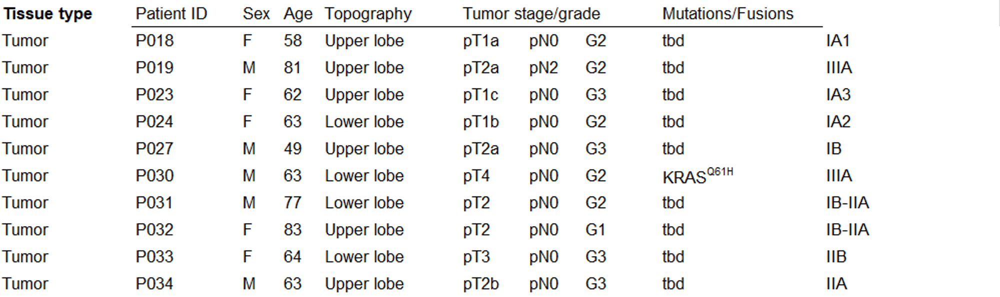 Tissue type Patient ID Sex Age Topography Tumor stage/grade Mutations/Fusions
Tumor P018 F 58 Upper lobe pT1a pN0 G2 tbd IA1
Tumor P019 M 81 Upper lobe pT2a pN2 G2 tbd IIIA
Tumor P023 F 62 Upper lobe pT1c pN0 G3 tbd IA3
Tumor P024 F 63 Lower lobe pT1b pN0 G2 tbd IA2
Tumor P027 M 49 Upper lobe pT2a pN0 G3 tbd IB
Tumor P030 M 63 Lower lobe pT4 pN0 G2 KRASQ61H IIIA
Tumor P031 M 77 Lower lobe pT2 pN0 G2 tbd IB-IIA
Tumor P032 F 83 Upper lobe pT2 pN0 G1 tbd IB-IIA
Tumor P033 F 64 Lower lobe pT3 pN0 G3 tbd IIB
Tumor P034 M 63 Upper lobe pT2b pN0 G3 tbd IIA